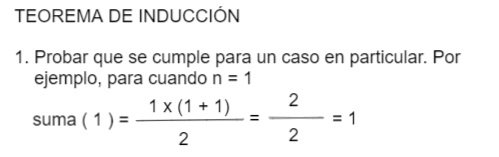 TEOREMA DE INDUCCIÓN
1. Probar que se cumple para un caso en particular. Por
ejemplo, para cuando n = 1
suma ( 1 ) = 1 x (1 + 1) / 2 = 2 / 2 = 1